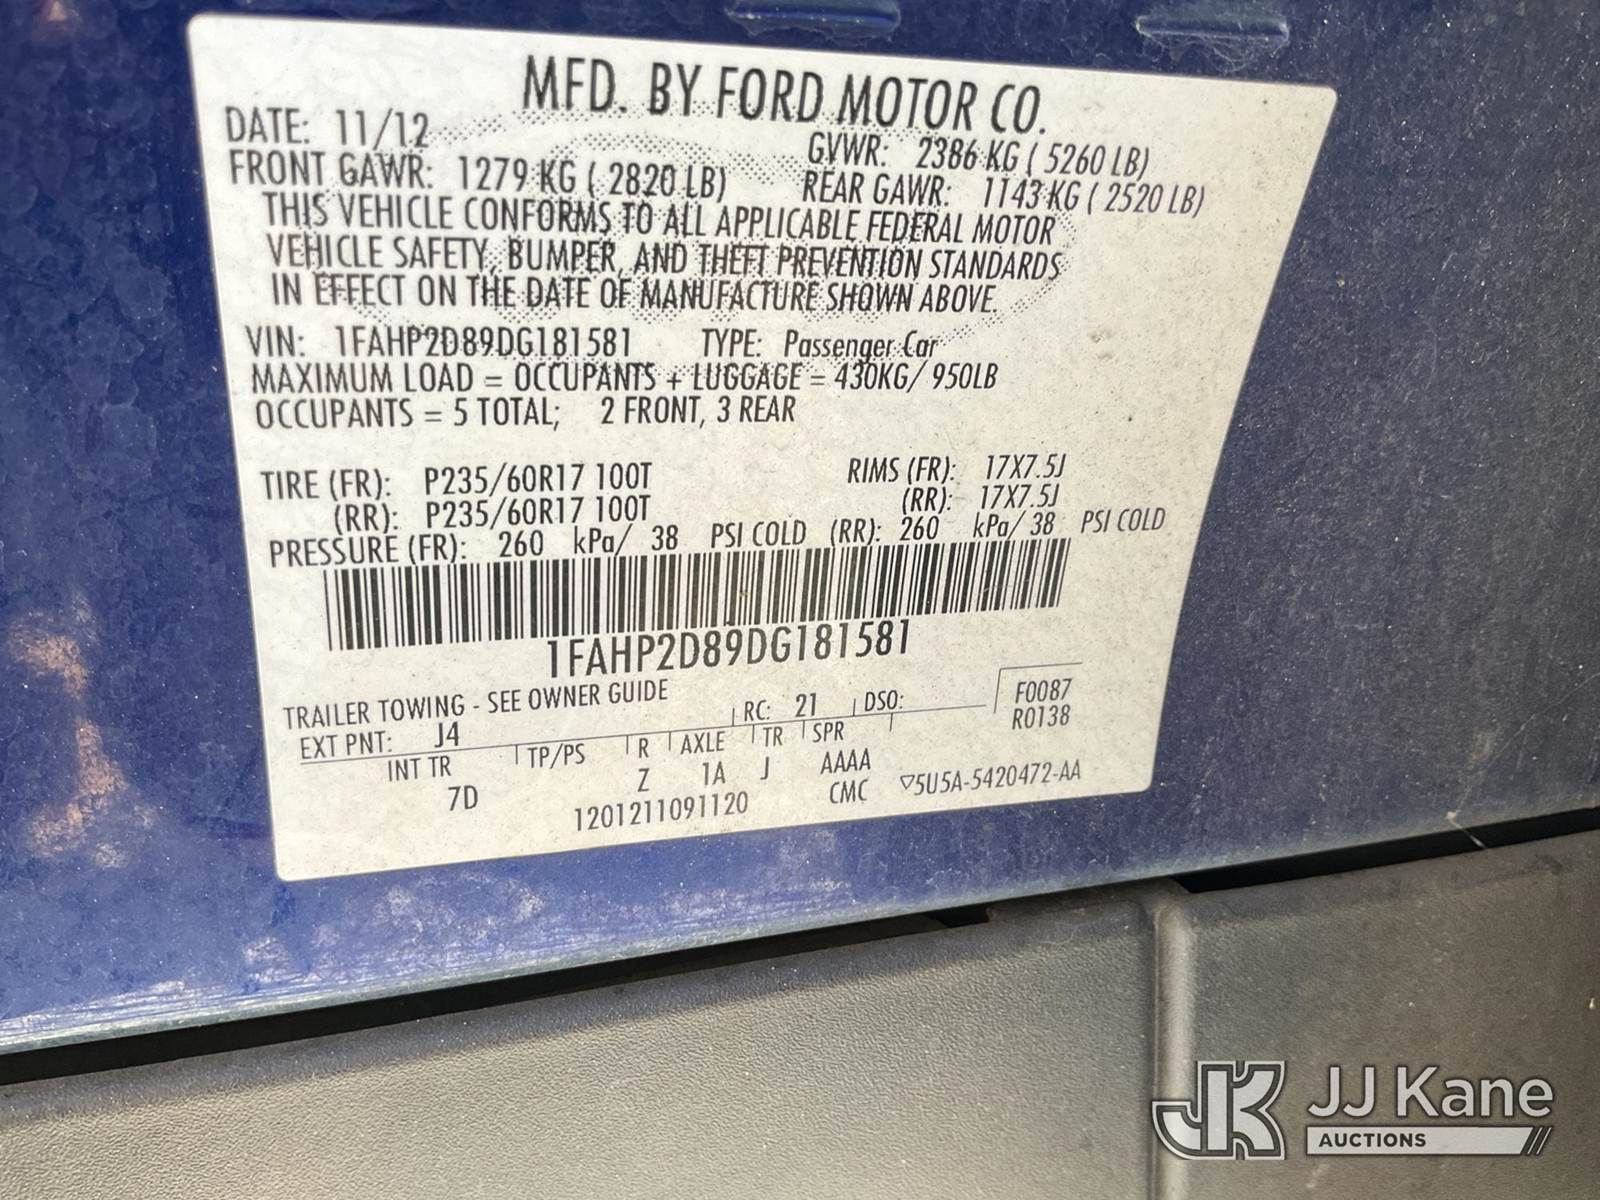 MFD. BY FORD MOTOR CO.
DATE: 11/12 GVWR: 2386 KG ( 5260 LB)
FRONT GAWR: 1279 KG ( 2820 LB) REAR GAWR: 1143 KG ( 2520 LB)
THIS VEHICLE CONFORMS TO ALL APPLICABLE FEDERAL MOTOR
VEHICLE SAFETY, BUMPER, AND THEFT PREVENTION STANDARDS
IN EFFECT ON THE DATE OF MANUFACTURE SHOWN ABOVE.
VIN: 1FAHP2D89DG181581 TYPE: Passenger Car
MAXIMUM LOAD = OCCUPANTS + LUGGAGE = 430KG/ 950LB
OCCUPANTS = 5 TOTAL; 2 FRONT, 3 REAR
TIRE (FR): P235/60R17 100T RIMS (FR): 17X7.5J
(RR): P235/60R17 100T (RR): 17X7.5J
PRESSURE (FR): 260 kPa/ 38 PSI COLD (RR): 260 kPa/ 38 PSI COLD
1FAHP2D89DG181581
TRAILER TOWING - SEE OWNER GUIDE
EXT PNT: J4 RC: 21 DSO: F0087
R0138
INT TR TP/PS R AXLE TR SPR
7D Z 1A J AAAA
1201211091120 CMC ▽5U5A-5420472-AA
JK JJ Kane
AUCTIONS